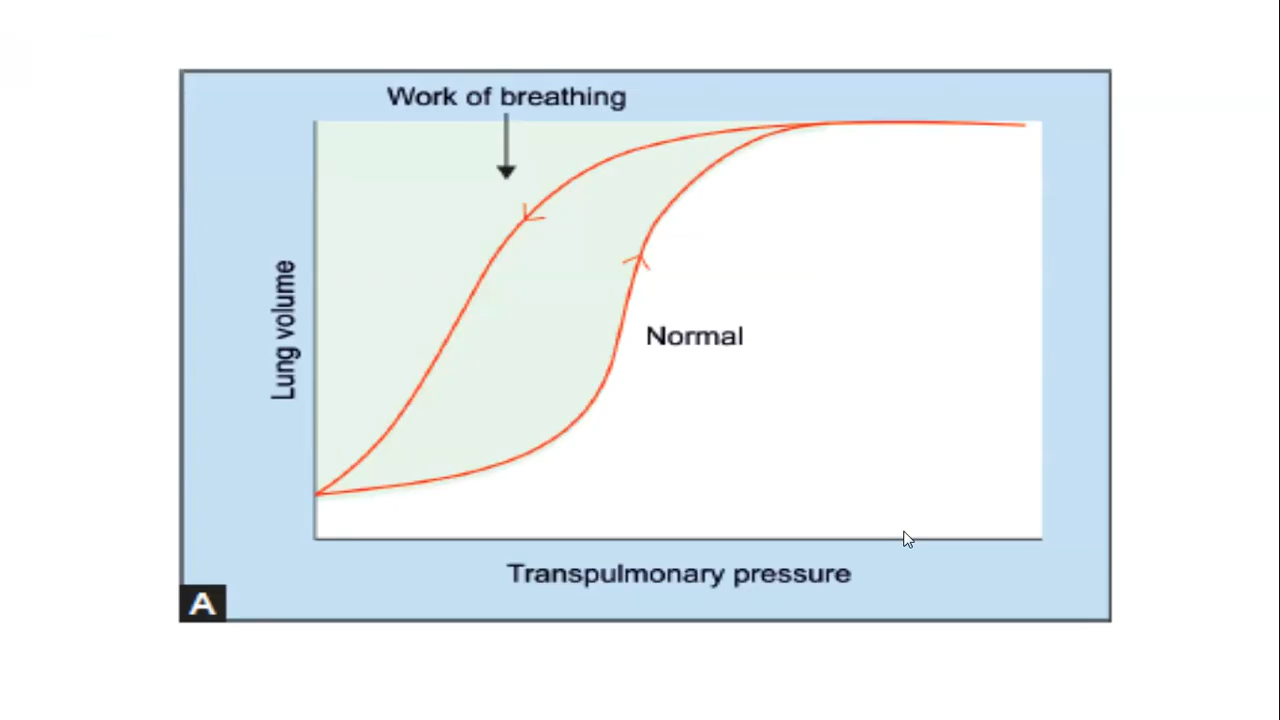 Work of breathing
Lung volume
Normal
Transpulmonary pressure
A